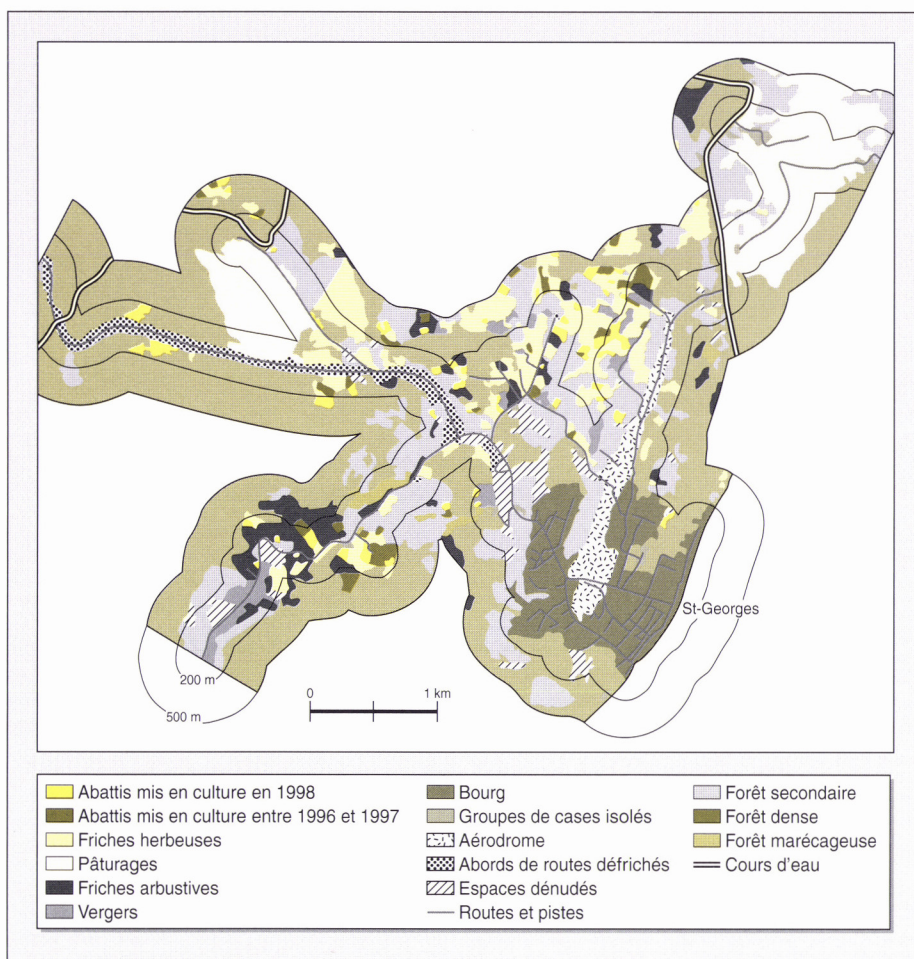 St-Georges
200 m
500 m
0 1 km
Abattis mis en culture en 1998
Abattis mis en culture entre 1996 et 1997
Friches herbeuses
Pâturages
Friches arbustives
Vergers
Bourg
Groupes de cases isolés
Aérodrome
Abords de routes défrichés
Espaces dénudés
Routes et pistes
Forêt secondaire
Forêt dense
Forêt marécageuse
Cours d'eau